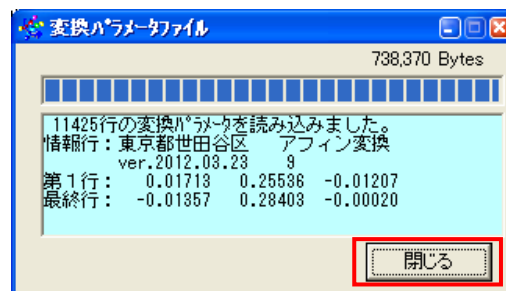 変換パラメータファイル
738,370 Bytes
11425行の変換パラメータを読み込みました。
情報行： 東京都世田谷区　アフィン変換
ver.2012.03.23 9
第１行： 0.01713 0.25536 -0.01207
最終行： -0.01357 0.28403 -0.00020
閉じる